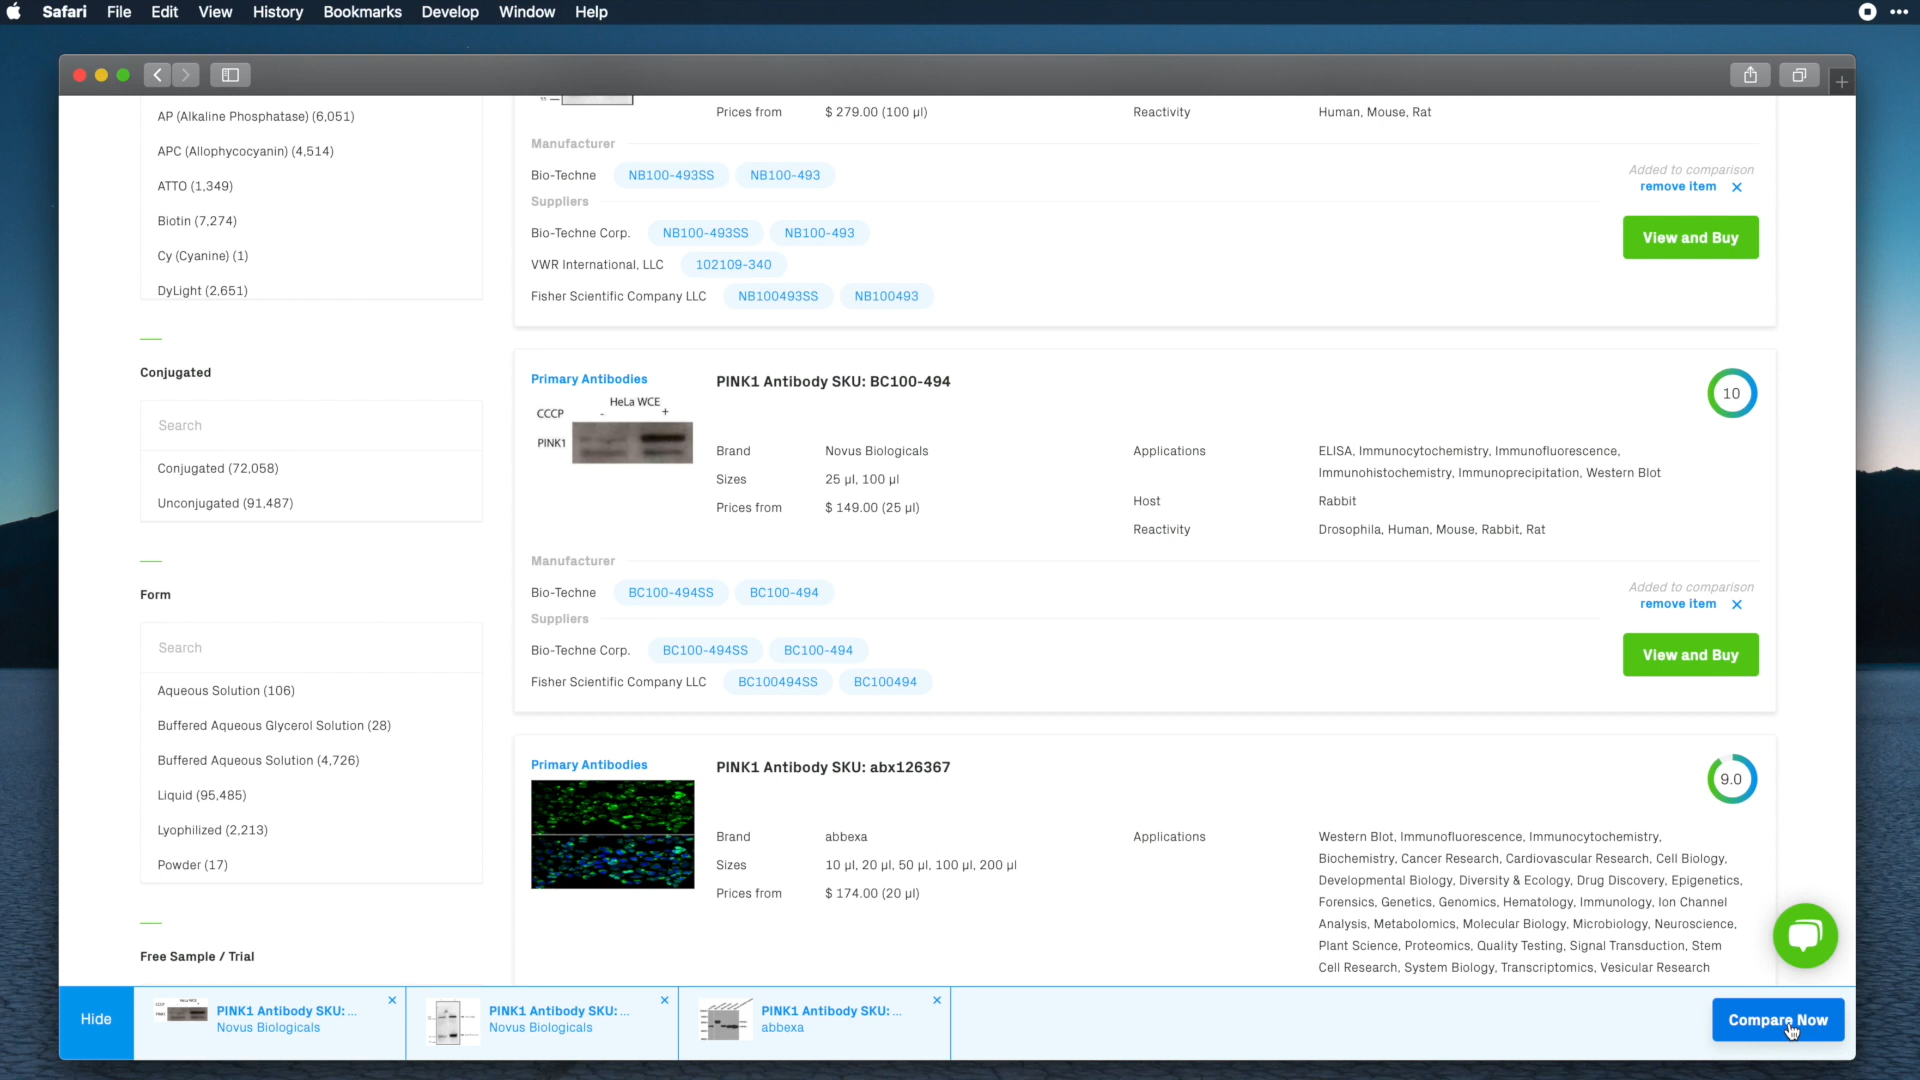 Safari File Edit View History Bookmarks Develop Window Help
AP (Alkaline Phosphatase) (6,051)
APC (Allophycocyanin) (4,514)
ATTO (1,349)
Biotin (7,274)
Cy (Cyanine) (1)
DyLight (2,651)
Conjugated
Search
Conjugated (72,058)
Unconjugated (91,487)
Form
Search
Aqueous Solution (106)
Buffered Aqueous Glycerol Solution (28)
Buffered Aqueous Solution (4,726)
Liquid (95,485)
Lyophilized (2,213)
Powder (17)
Free Sample / Trial
Prices from $ 279.00 (100 µl) Reactivity Human, Mouse, Rat
Manufacturer
Bio-Techne NB100-493SS NB100-493
Suppliers
Bio-Techne Corp. NB100-493SS NB100-493
VWR International, LLC 102109-340
Fisher Scientific Company LLC NB100493SS NB100493
Added to comparison
remove item
View and Buy
Primary Antibodies
PINK1 Antibody SKU: BC100-494
10
HeLa WCE
CCCP - +
PINK1
Brand Novus Biologicals
Sizes 25 µl, 100 µl
Prices from $ 149.00 (25 µl)
Applications ELISA, Immunocytochemistry, Immunofluorescence,
Immunohistochemistry, Immunoprecipitation, Western Blot
Host Rabbit
Reactivity Drosophila, Human, Mouse, Rabbit, Rat
Manufacturer
Bio-Techne BC100-494SS BC100-494
Suppliers
Bio-Techne Corp. BC100-494SS BC100-494
Fisher Scientific Company LLC BC100494SS BC100494
Added to comparison
remove item
View and Buy
Primary Antibodies
PINK1 Antibody SKU: abx126367
9.0
Brand abbexa
Sizes 10 µl, 20 µl, 50 µl, 100 µl, 200 µl
Prices from $ 174.00 (20 µl)
Applications Western Blot, Immunofluorescence, Immunocytochemistry,
Biochemistry, Cancer Research, Cardiovascular Research, Cell Biology,
Developmental Biology, Diversity & Ecology, Drug Discovery, Epigenetics,
Forensics, Genetics, Genomics, Hematology, Immunology, Ion Channel
Analysis, Metabolomics, Molecular Biology, Microbiology, Neuroscience,
Plant Science, Proteomics, Quality Testing, Signal Transduction, Stem
Cell Research, System Biology, Transcriptomics, Vesicular Research
Hide
PINK1 Antibody SKU: ...
Novus Biologicals
PINK1 Antibody SKU: ...
Novus Biologicals
PINK1 Antibody SKU: ...
abbexa
Compare Now